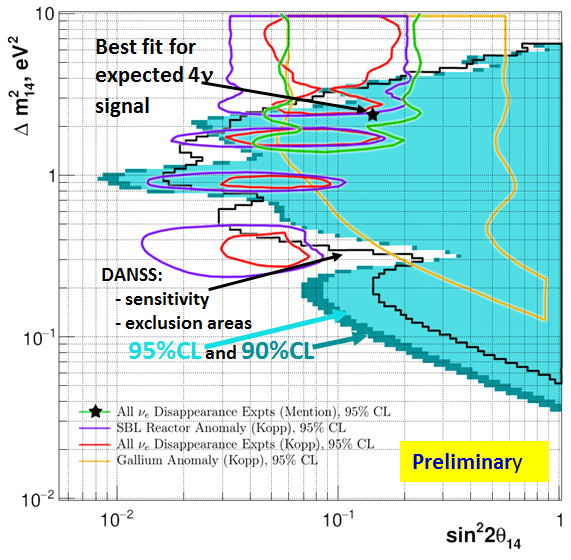 Δ m²₁₄, eV²
10
1
10⁻¹
10⁻²
Best fit for
expected 4ν
signal
DANSS:
- sensitivity
- exclusion areas
95%CL and 90%CL
All νₑ Disappearance Expts (Mention), 95% CL
SBL Reactor Anomaly (Kopp), 95% CL
All νₑ Disappearance Expts (Kopp), 95% CL
Gallium Anomaly (Kopp), 95% CL
Preliminary
10⁻² 10⁻¹ 1
sin²2θ₁₄